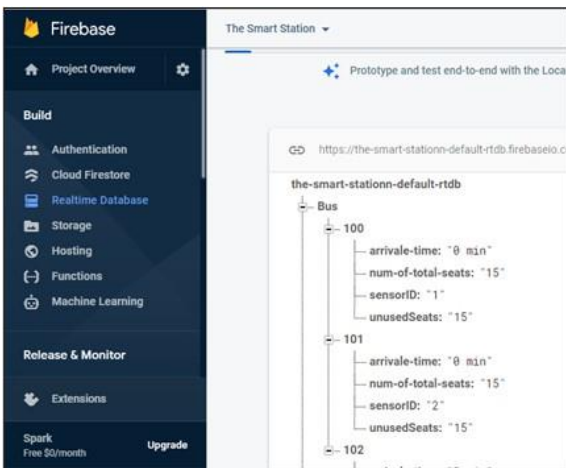 Firebase
Project Overview
Build
Authentication
Cloud Firestore
Realtime Database
Storage
Hosting
Functions
Machine Learning
Release & Monitor
Extensions
Spark
Free $0/month
Upgrade
The Smart Station
Prototype and test end-to-end with the Loca
https://the-smart-stationn-default-rtdb.firebaseio.c
the-smart-stationn-default-rtdb
Bus
100
arrivale-time: "0 min"
num-of-total-seats: "15"
sensorID: "1"
unusedSeats: "15"
101
arrivale-time: "0 min"
num-of-total-seats: "15"
sensorID: "2"
unusedSeats: "15"
102